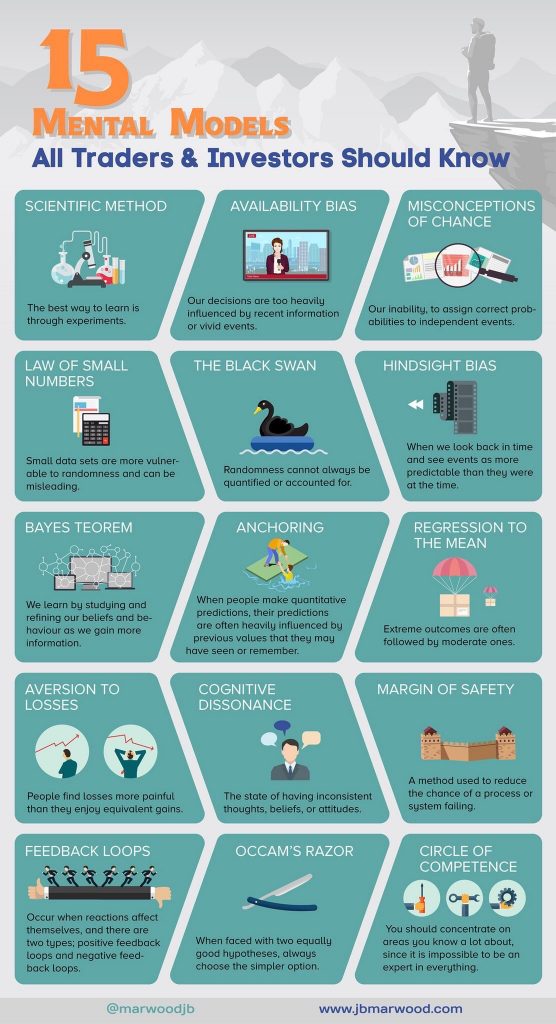 15
Mental Models
All Traders & Investors Should Know
SCIENTIFIC METHOD
The best way to learn is
through experiments.
AVAILABILITY BIAS
LIVE
Our decisions are too heavily
influenced by recent information
or vivid events.
MISCONCEPTIONS
OF CHANCE
Our inability, to assign correct prob-
abilities to independent events.
LAW OF SMALL
NUMBERS
Small data sets are more vulner-
able to randomness and can be
misleading.
THE BLACK SWAN
Randomness cannot always be
quantified or accounted for.
HINDSIGHT BIAS
When we look back in time
and see events as more
predictable than they were
at the time.
BAYES TEOREM
We learn by studying and
refining our beliefs and be-
haviour as we gain more
information.
ANCHORING
When people make quantitative
predictions, their predictions
are often heavily influenced by
previous values that they may
have seen or remember.
REGRESSION TO
THE MEAN
Extreme outcomes are often
followed by moderate ones.
AVERSION TO
LOSSES
People find losses more painful
than they enjoy equivalent gains.
COGNITIVE
DISSONANCE
The state of having inconsistent
thoughts, beliefs, or attitudes.
MARGIN OF SAFETY
A method used to reduce
the chance of a process or
system failing.
FEEDBACK LOOPS
Occur when reactions affect
themselves, and there are
two types; positive feedback
loops and negative feed-
back loops.
OCCAM'S RAZOR
When faced with two equally
good hypotheses, always
choose the simpler option.
CIRCLE OF
COMPETENCE
You should concentrate on
areas you know a lot about,
since it is impossible to be an
expert in everything.
@marwoodjb
www.jbmarwood.com